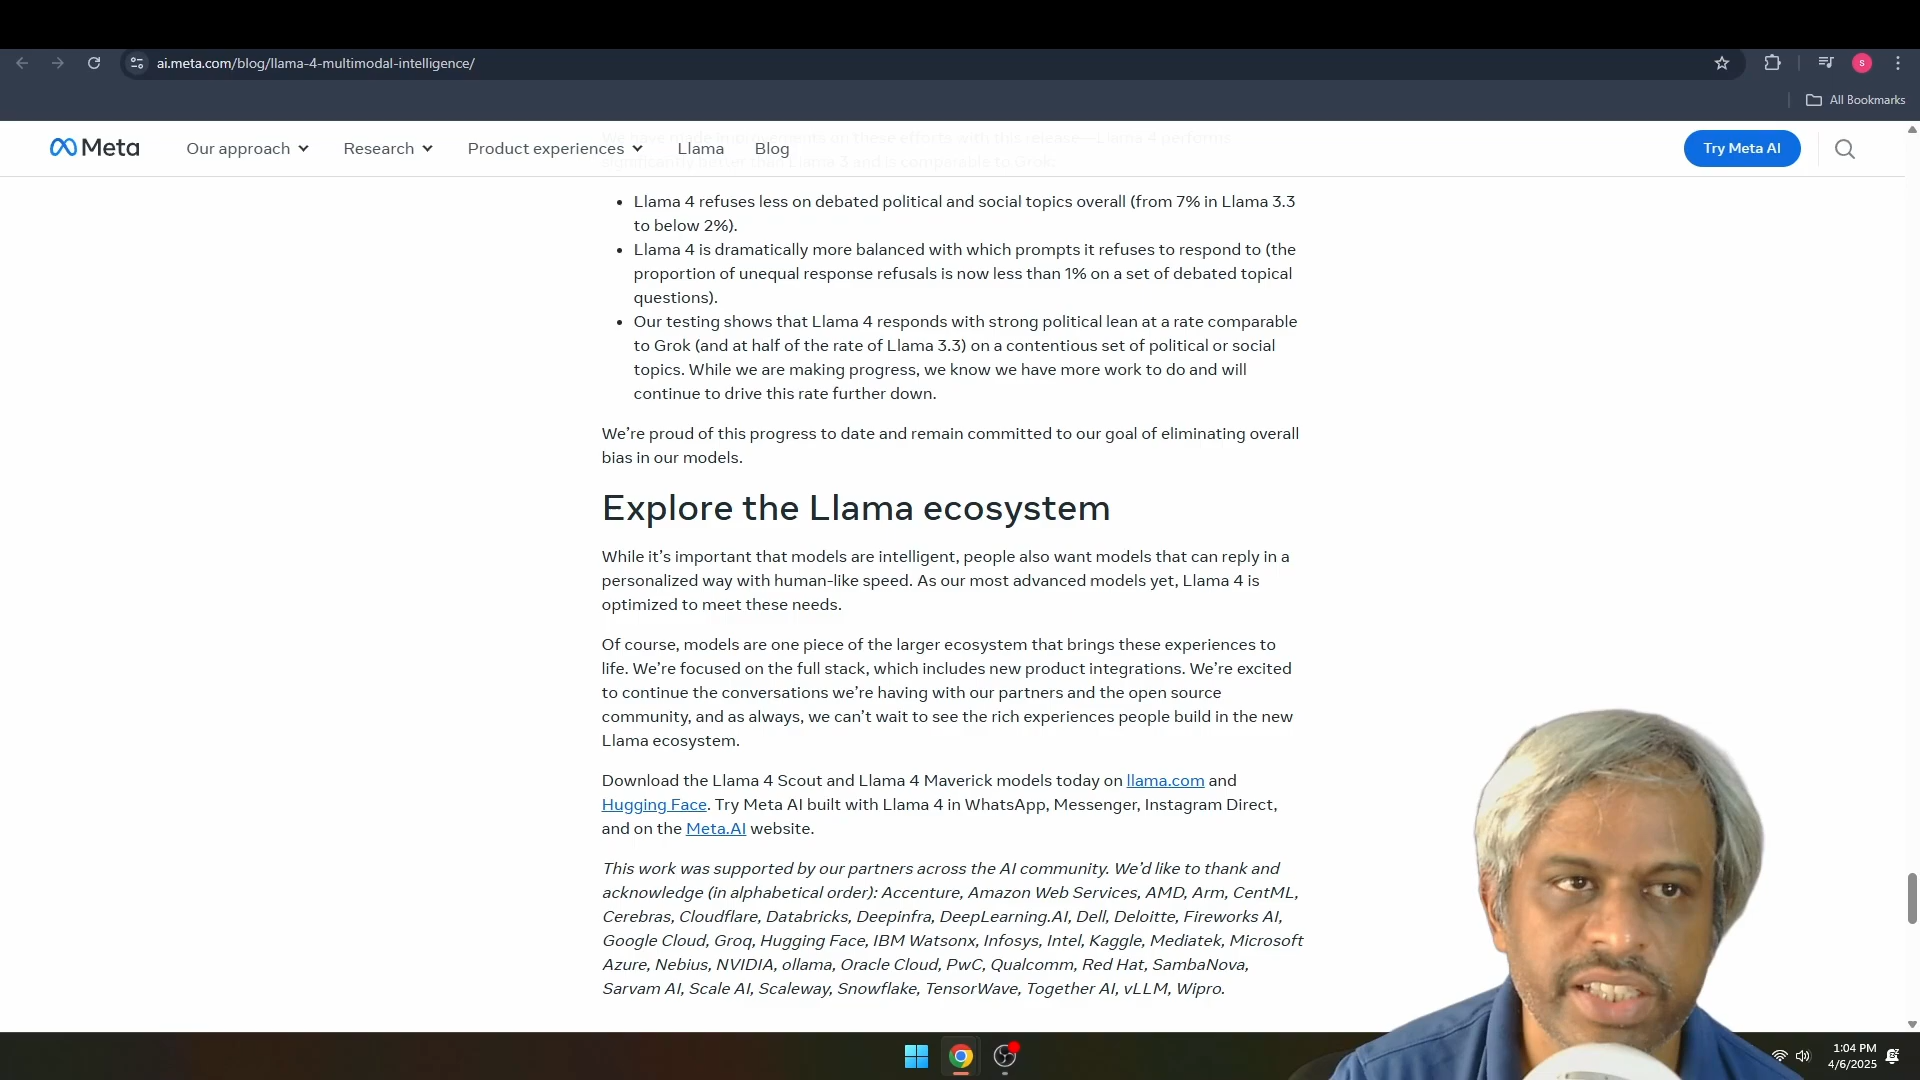 ai.meta.com/blog/llama-4-multimodal-intelligence/
S
All Bookmarks
We have made improvements on these efforts with this release—Llama 4 performs
significantly better than Llama 3 and is comparable to Grok:
Meta
Our approach
Research
Product experiences
Llama
Blog
Try Meta AI
• Llama 4 refuses less on debated political and social topics overall (from 7% in Llama 3.3
to below 2%).
• Llama 4 is dramatically more balanced with which prompts it refuses to respond to (the
proportion of unequal response refusals is now less than 1% on a set of debated topical
questions).
• Our testing shows that Llama 4 responds with strong political lean at a rate comparable
to Grok (and at half of the rate of Llama 3.3) on a contentious set of political or social
topics. While we are making progress, we know we have more work to do and will
continue to drive this rate further down.
We’re proud of this progress to date and remain committed to our goal of eliminating overall
bias in our models.
Explore the Llama ecosystem
While it’s important that models are intelligent, people also want models that can reply in a
personalized way with human-like speed. As our most advanced models yet, Llama 4 is
optimized to meet these needs.
Of course, models are one piece of the larger ecosystem that brings these experiences to
life. We’re focused on the full stack, which includes new product integrations. We’re excited
to continue the conversations we’re having with our partners and the open source
community, and as always, we can’t wait to see the rich experiences people build in the new
Llama ecosystem.
Download the Llama 4 Scout and Llama 4 Maverick models today on llama.com and
Hugging Face. Try Meta AI built with Llama 4 in WhatsApp, Messenger, Instagram Direct,
and on the Meta.AI website.
This work was supported by our partners across the AI community. We’d like to thank and
acknowledge (in alphabetical order): Accenture, Amazon Web Services, AMD, Arm, CentML,
Cerebras, Cloudflare, Databricks, Deepinfra, DeepLearning.AI, Dell, Deloitte, Fireworks AI,
Google Cloud, Groq, Hugging Face, IBM Watsonx, Infosys, Intel, Kaggle, Mediatek, Microsoft
Azure, Nebius, NVIDIA, ollama, Oracle Cloud, PwC, Qualcomm, Red Hat, SambaNova,
Sarvam AI, Scale AI, Scaleway, Snowflake, TensorWave, Together AI, vLLM, Wipro.
1:04 PM
4/6/2025